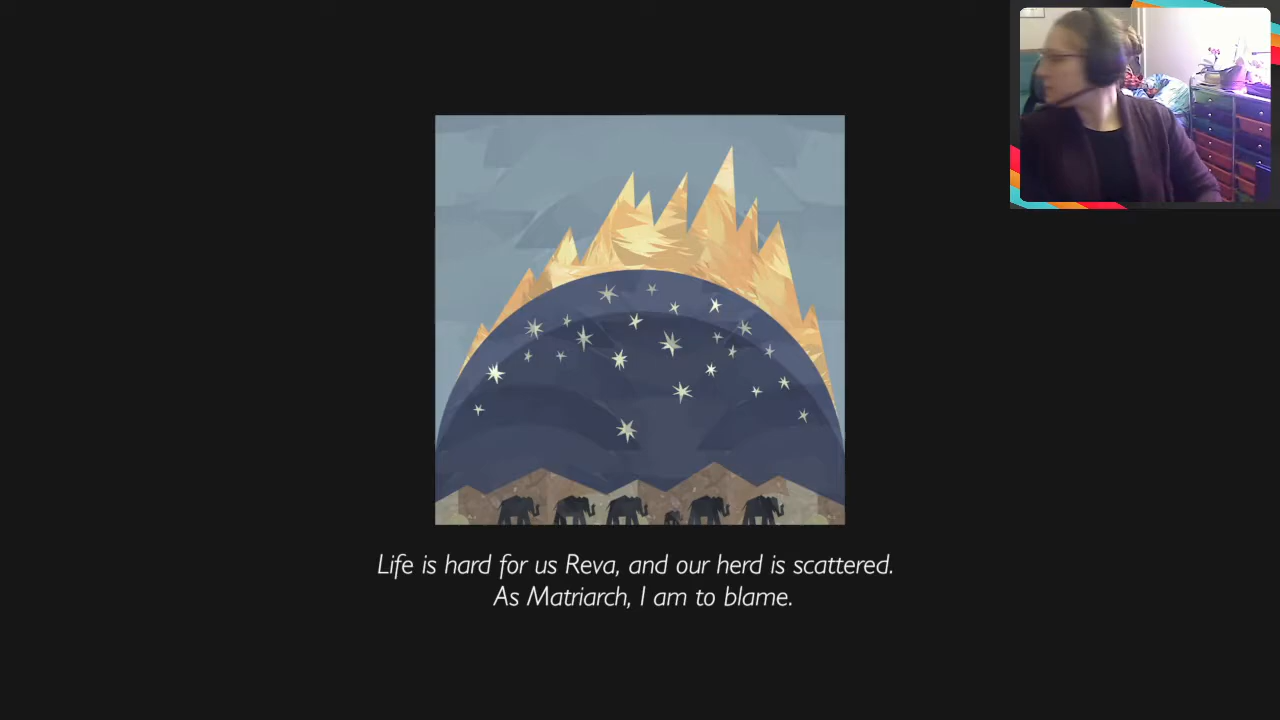 Life is hard for us Reva, and our herd is scattered.
As Matriarch, I am to blame.